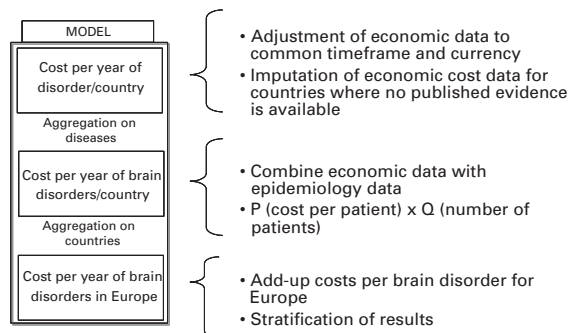 MODEL
Cost per year of
disorder/country
Aggregation on
diseases
Cost per year of brain
disorders/country
Aggregation on
countries
Cost per year of brain
disorders in Europe
• Adjustment of economic data to
common timeframe and currency
• Imputation of economic cost data for
countries where no published evidence
is available
• Combine economic data with
epidemiology data
• P (cost per patient) x Q (number of
patients)
• Add-up costs per brain disorder for
Europe
• Stratification of results